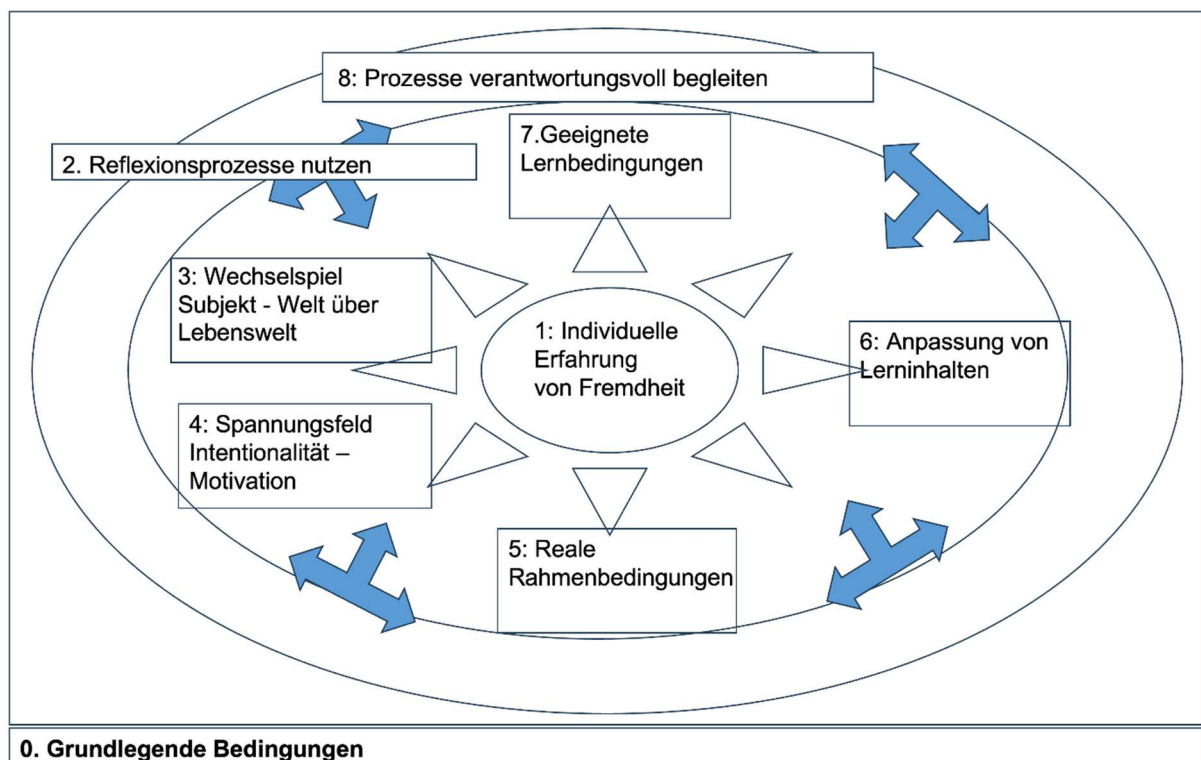 8: Prozesse verantwortungsvoll begleiten
7.Geeignete
Lernbedingungen
2. Reflexionsprozesse nutzen
3: Wechselspiel
Subjekt - Welt über
Lebenswelt
1: Individuelle
Erfahrung
von Fremdheit
6: Anpassung von
Lerninhalten
4: Spannungsfeld
Intentionalität –
Motivation
5: Reale
Rahmenbedingungen
0. Grundlegende Bedingungen